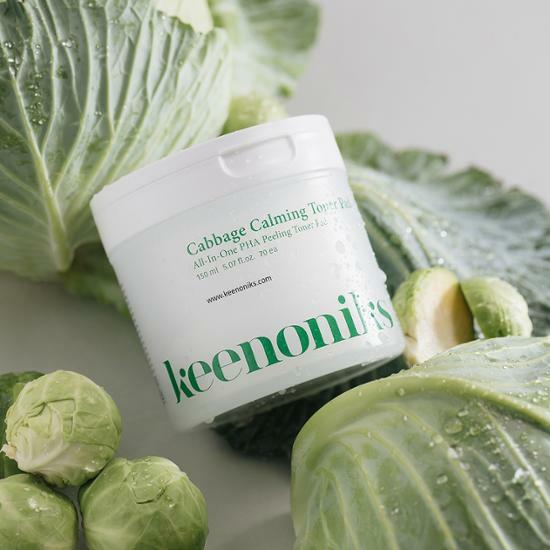 Cabbage Calming Toner Pad
All-In-One PHA Peeling Toner Pad
150 ml 5.07 fl.oz. 70 ea
www.keenoniks.com
keenoniks